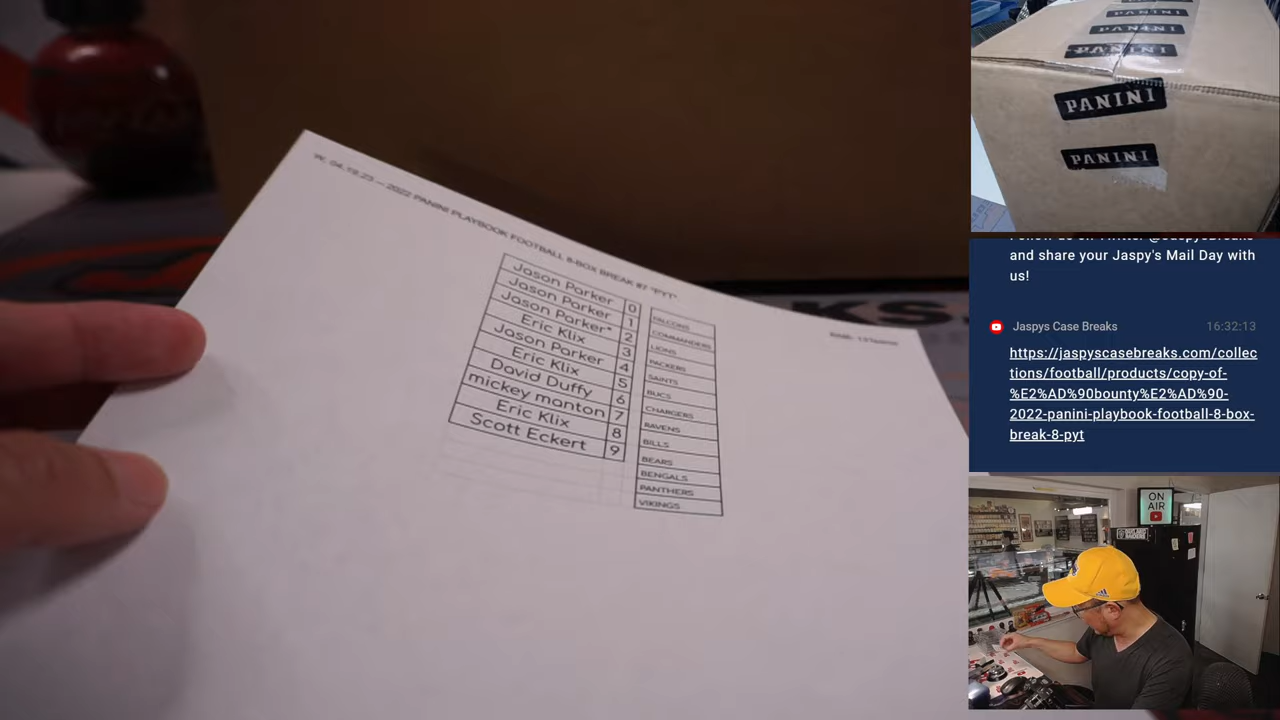 W. 04.19.23 — 2022 PANINI PLAYBOOK FOOTBALL 8-BOX BREAK #7 "PYT"
Jason Parker 0
Jason Parker 1
Jason Parker* 2
Eric Klix 3
Jason Parker 4
Eric Klix 5
David Duffy 6
mickey manton 7
Eric Klix 8
Scott Eckert 9
FALCONS
COMMANDERS
LIONS
PACKERS
SAINTS
BUCS
CHARGERS
RAVENS
BILLS
BEARS
BENGALS
PANTHERS
VIKINGS
KS
PANINI
PANINI
PANINI
PANINI
PANINI
and share your Jaspy's Mail Day with
us!
Jaspys Case Breaks 16:32:13
https://jaspyscasebreaks.com/collec
tions/football/products/copy-of-
%E2%AD%90bounty%E2%AD%90-
2022-panini-playbook-football-8-box-
break-8-pyt
ON
AIR